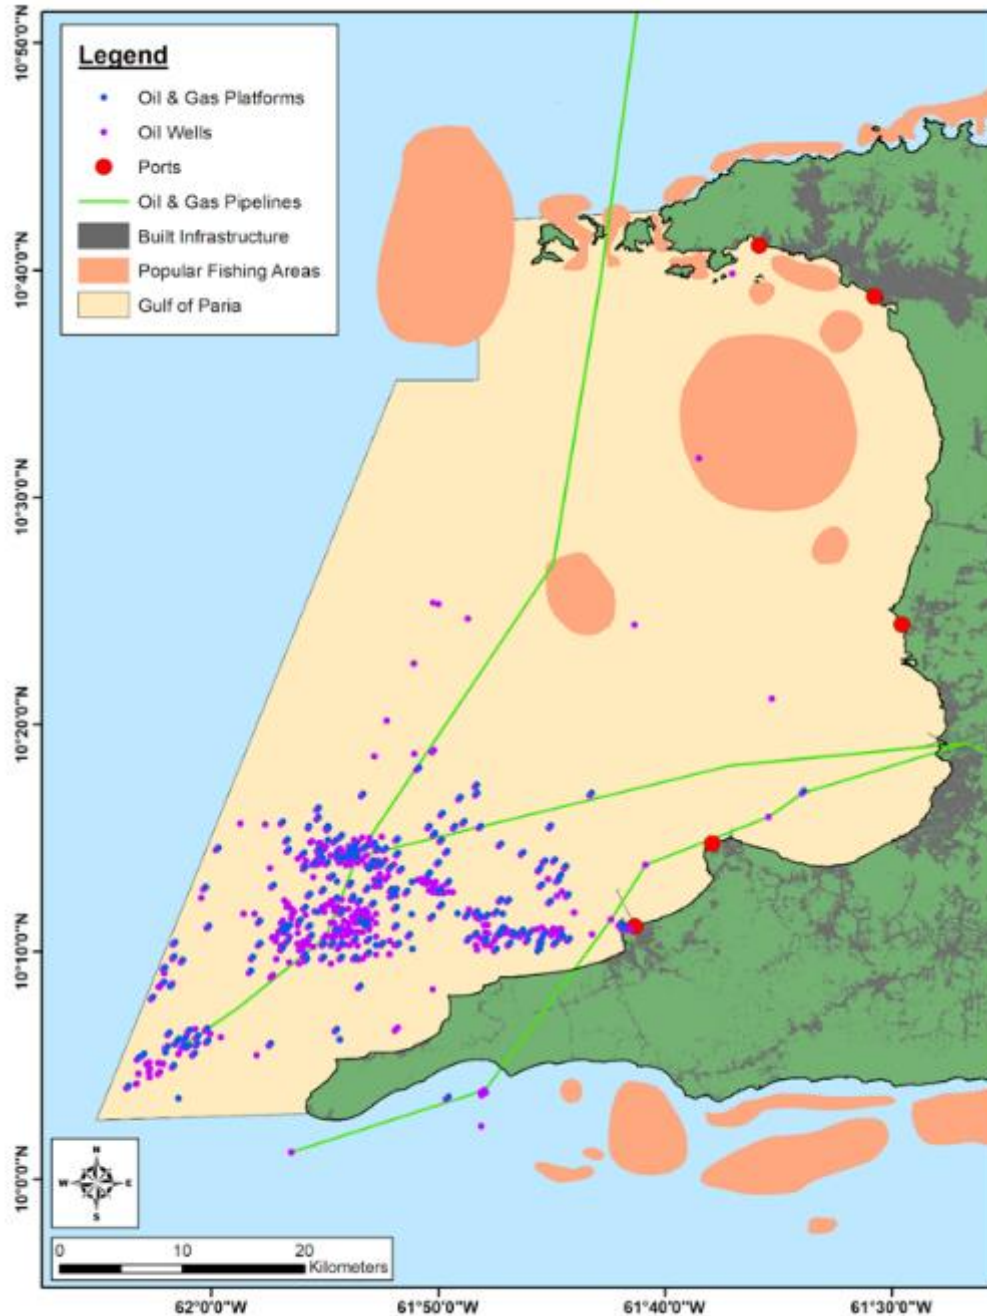 Legend
Oil & Gas Platforms
Oil Wells
Ports
Oil & Gas Pipelines
Built Infrastructure
Popular Fishing Areas
Gulf of Paria
10°50'0"N
10°40'0"N
10°30'0"N
10°20'0"N
10°10'0"N
10°0'0"N
N
W E
S
0 10 20
Kilometers
62°0'0"W 61°50'0"W 61°40'0"W 61°30'0"W